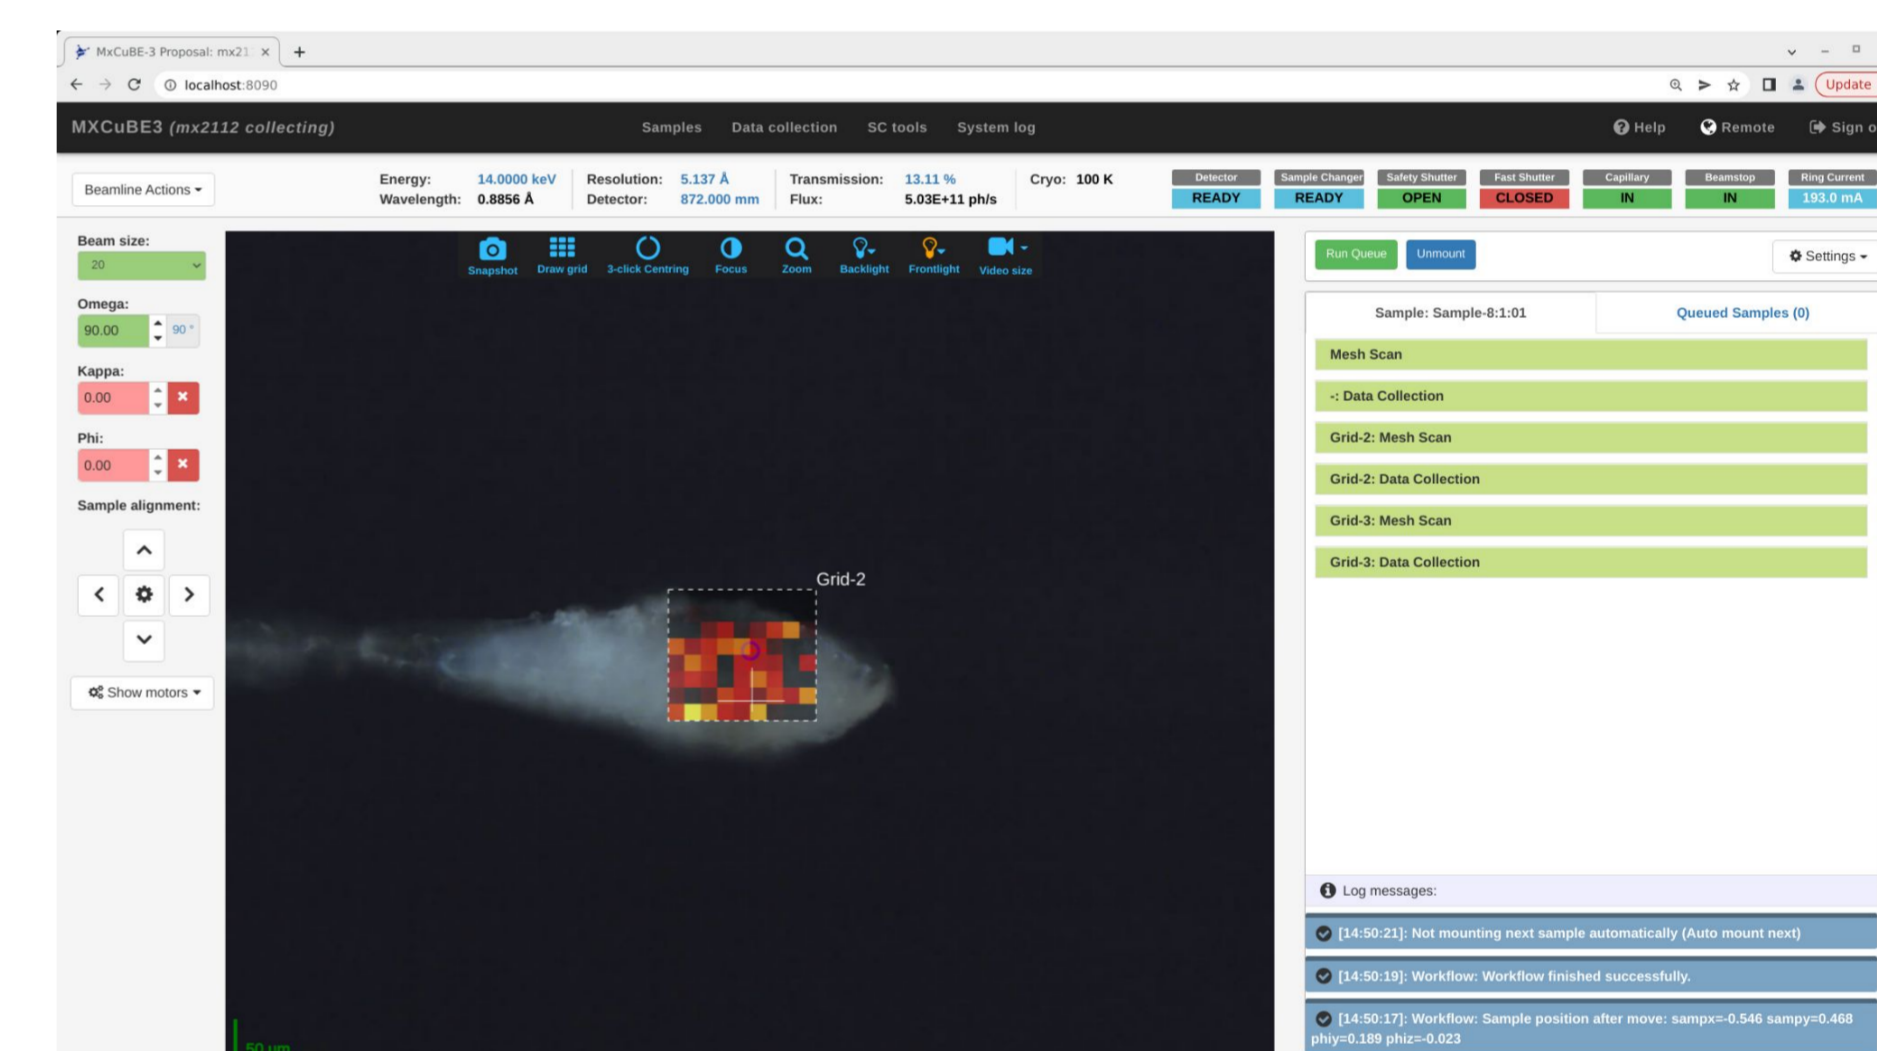 MxCuBE-3 Proposal: mx21
localhost:8090
Update
MXCuBE3 (mx2112 collecting)
Samples Data collection SC tools System log
Help Remote Sign o
Beamline Actions
Energy: 14.0000 keV
Wavelength: 0.8856 Å
Resolution: 5.137 Å
Detector: 872.000 mm
Transmission: 13.11 %
Flux: 5.03E+11 ph/s
Cryo: 100 K
Detector
READY
Sample Changer
READY
Safety Shutter
OPEN
Fast Shutter
CLOSED
Capillary
IN
Beamstop
IN
Ring Current
193.0 mA
Beam size:
20
Omega:
90.00 90 °
Kappa:
0.00
Phi:
0.00
Sample alignment:
Show motors
Snapshot Draw grid 3-click Centring Focus Zoom Backlight Frontlight Video size
Grid-2
50 µm
Run Queue Unmount Settings
Sample: Sample-8:1:01 Queued Samples (0)
Mesh Scan
-: Data Collection
Grid-2: Mesh Scan
Grid-2: Data Collection
Grid-3: Mesh Scan
Grid-3: Data Collection
Log messages:
[14:50:21]: Not mounting next sample automatically (Auto mount next)
[14:50:19]: Workflow: Workflow finished successfully.
[14:50:17]: Workflow: Sample position after move: sampx=-0.546 sampy=0.468
phiy=0.189 phiz=-0.023